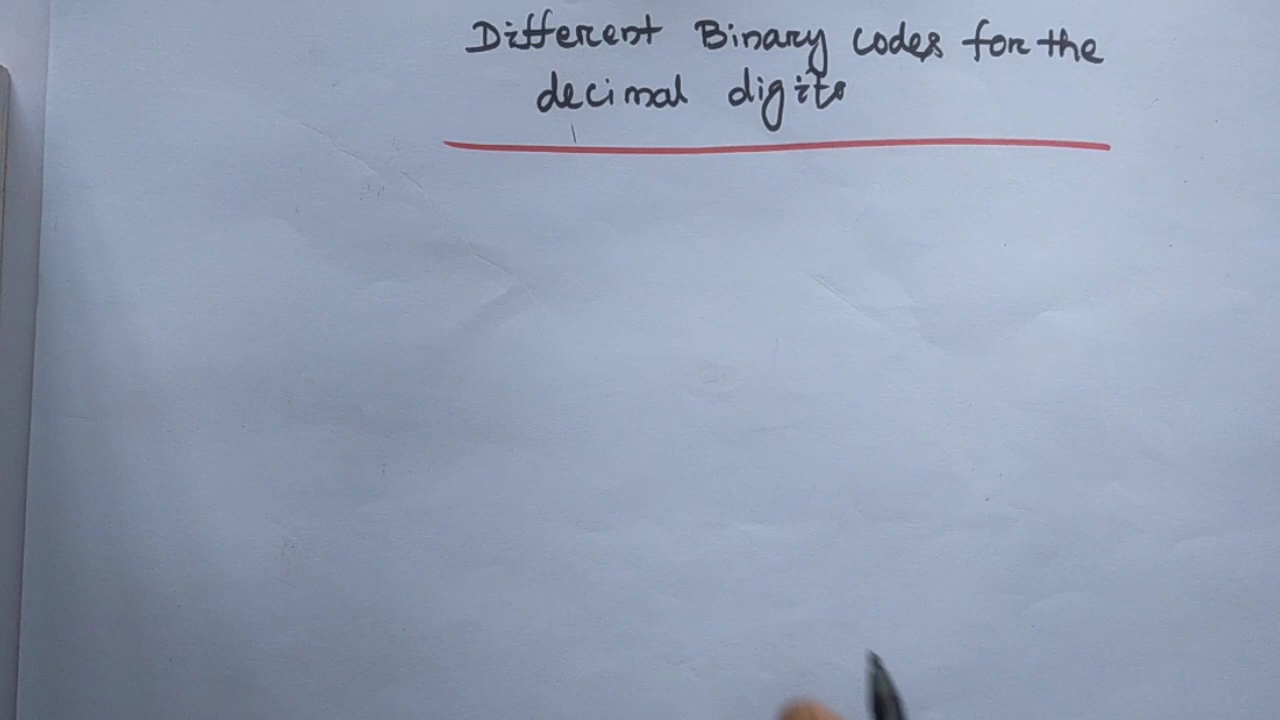 Different Binary codes for the
decimal digits